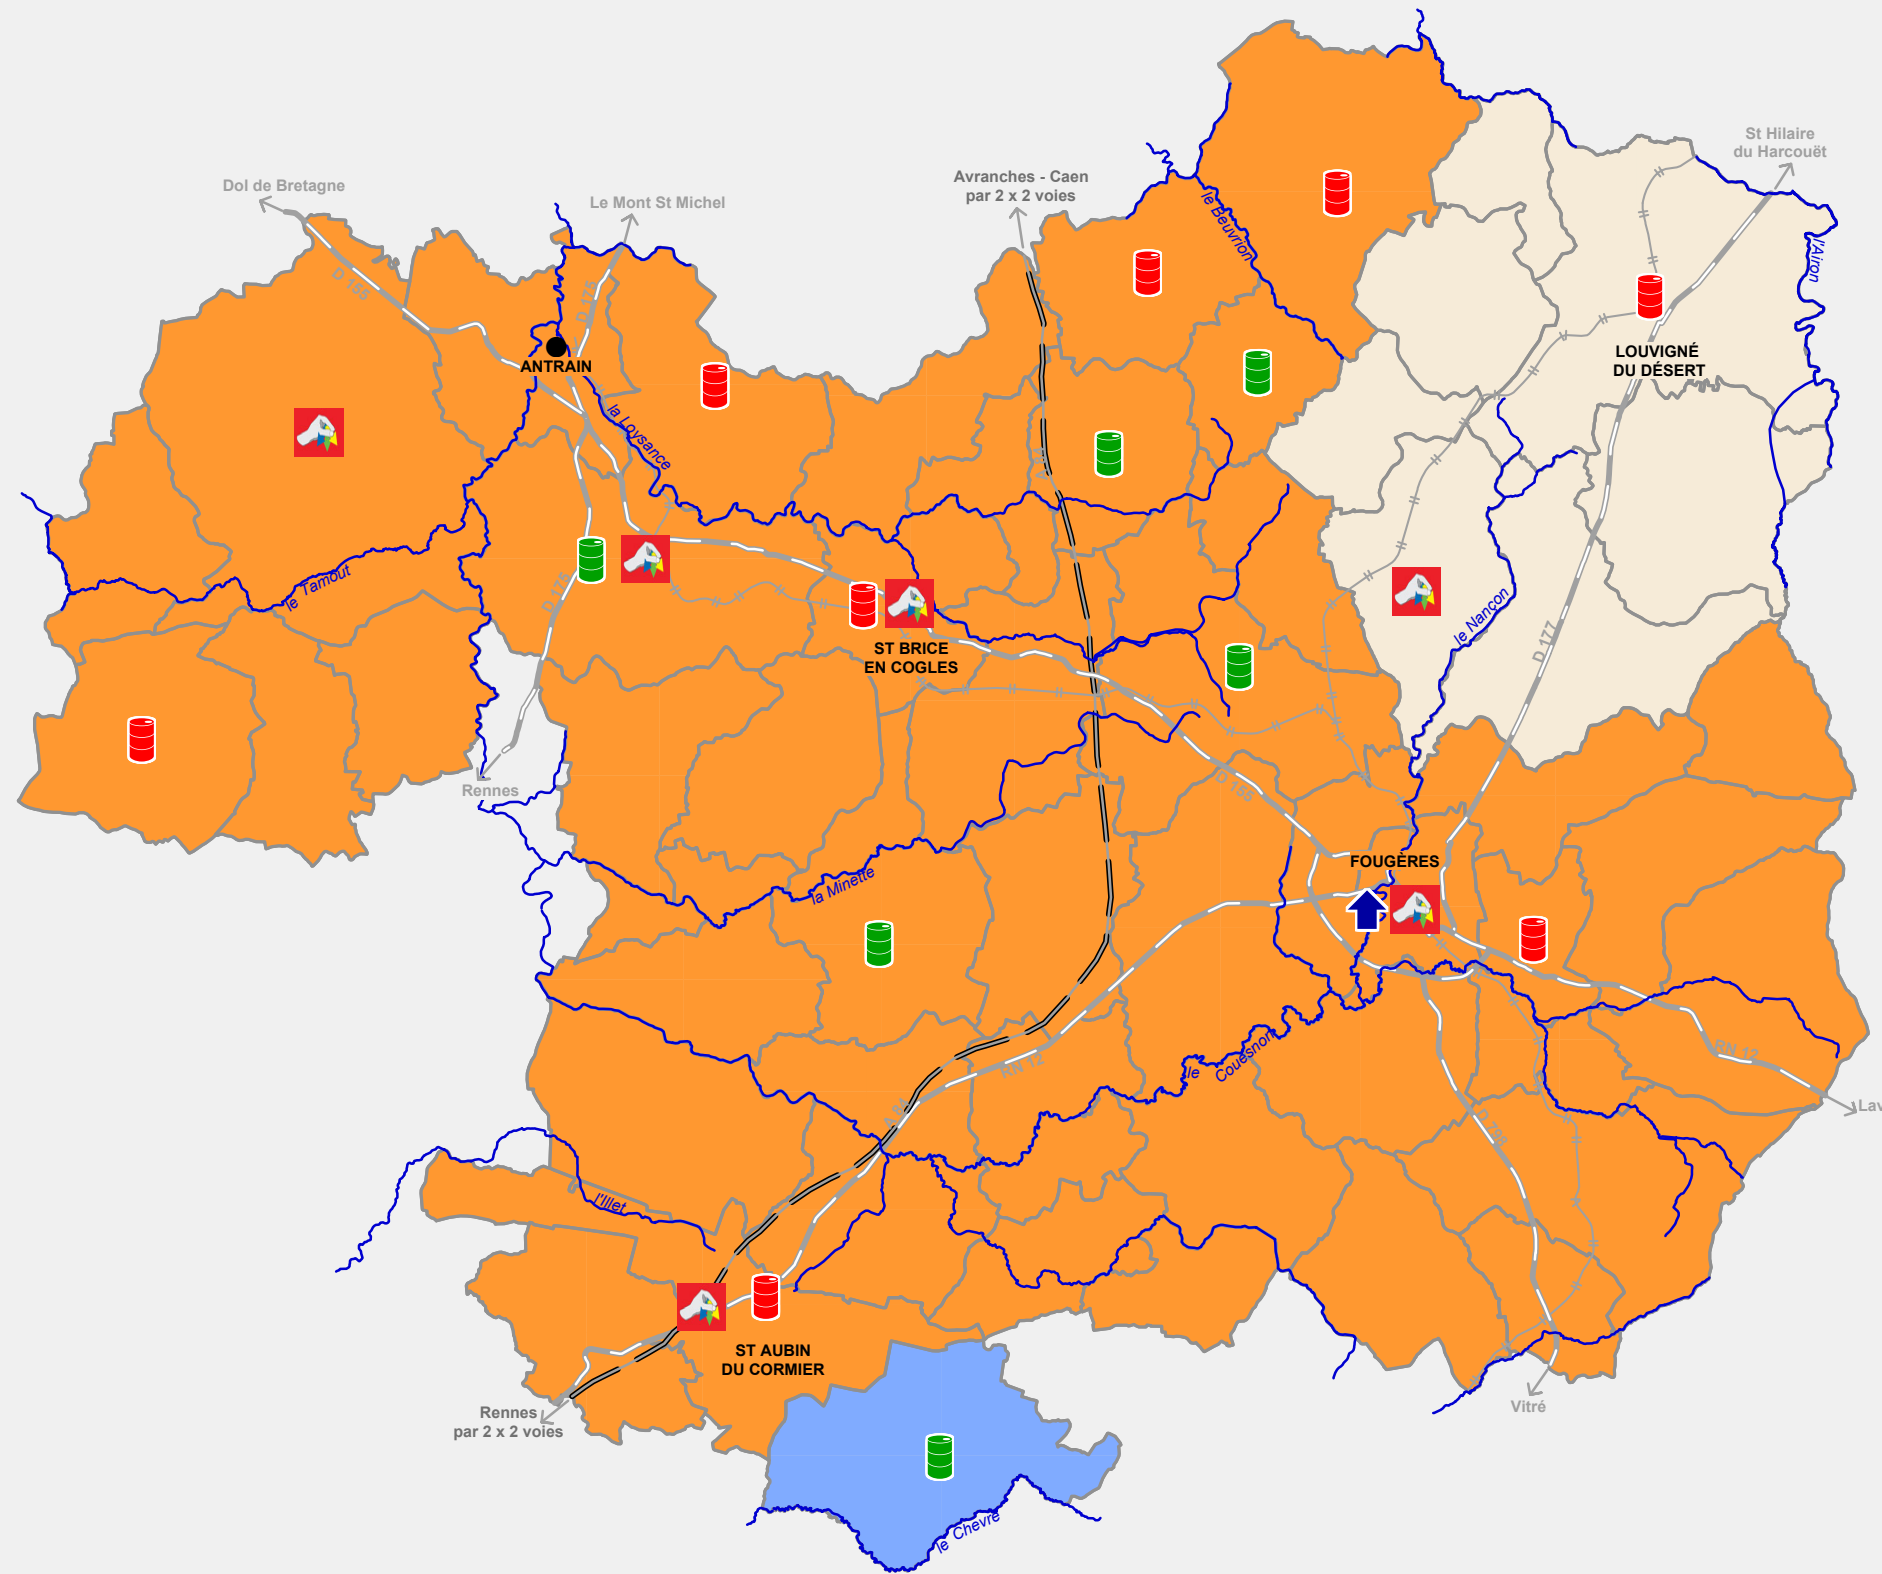 St Hilaire
du Harcouët
Avranches - Caen
par 2 x 2 voies
Dol de Bretagne
Le Mont St Michel
le Beuvrion
l'Airon
D 155
D 175
ANTRAIN
LOUVIGNÉ
DU DÉSERT
la Loysance
le Tamout
D 175
le Nançon
D 177
ST BRICE
EN COGLES
Rennes
D 155
FOUGÈRES
la Minette
le Couesnon
RN 12
RN 12
A 84
D 798
Lav
l'Illet
ST AUBIN
DU CORMIER
Rennes
par 2 x 2 voies
Vitré
le Chevre